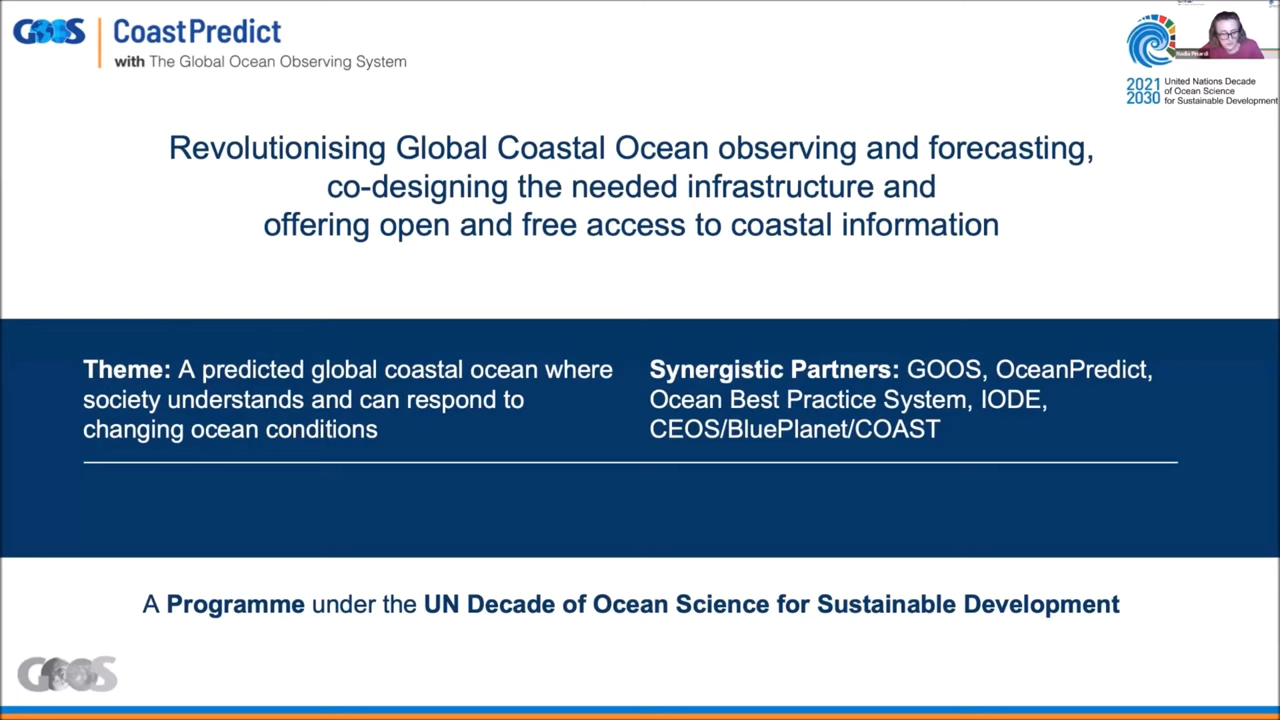 GOOS
CoastPredict
with The Global Ocean Observing System
Nadia Pinardi
2021
2030
United Nations Decade
of Ocean Science
for Sustainable Development
Revolutionising Global Coastal Ocean observing and forecasting,
co-designing the needed infrastructure and
offering open and free access to coastal information
Theme: A predicted global coastal ocean where
society understands and can respond to
changing ocean conditions
Synergistic Partners: GOOS, OceanPredict,
Ocean Best Practice System, IODE,
CEOS/BluePlanet/COAST
A Programme under the UN Decade of Ocean Science for Sustainable Development
GOOS